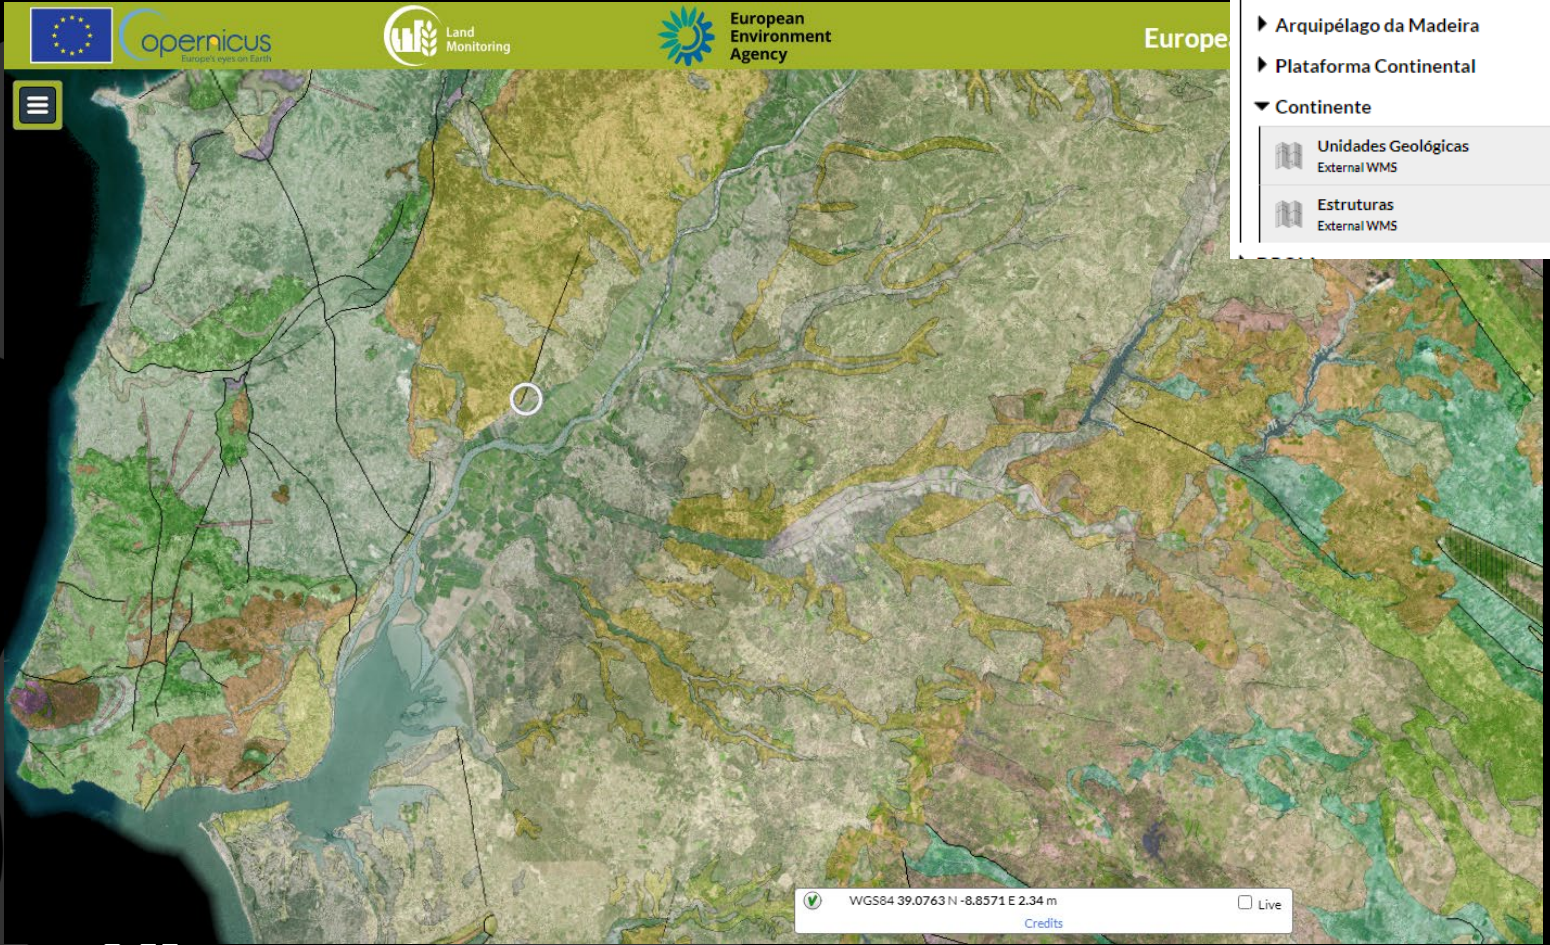 opernicus
Europe's eyes on Earth
Land
Monitoring
European
Environment
Agency
Europe
Arquipélago da Madeira
Plataforma Continental
Continente
Unidades Geológicas
External WMS
Estruturas
External WMS
WGS84 39.0763 N -8.8571 E 2.34 m
Live
Credits